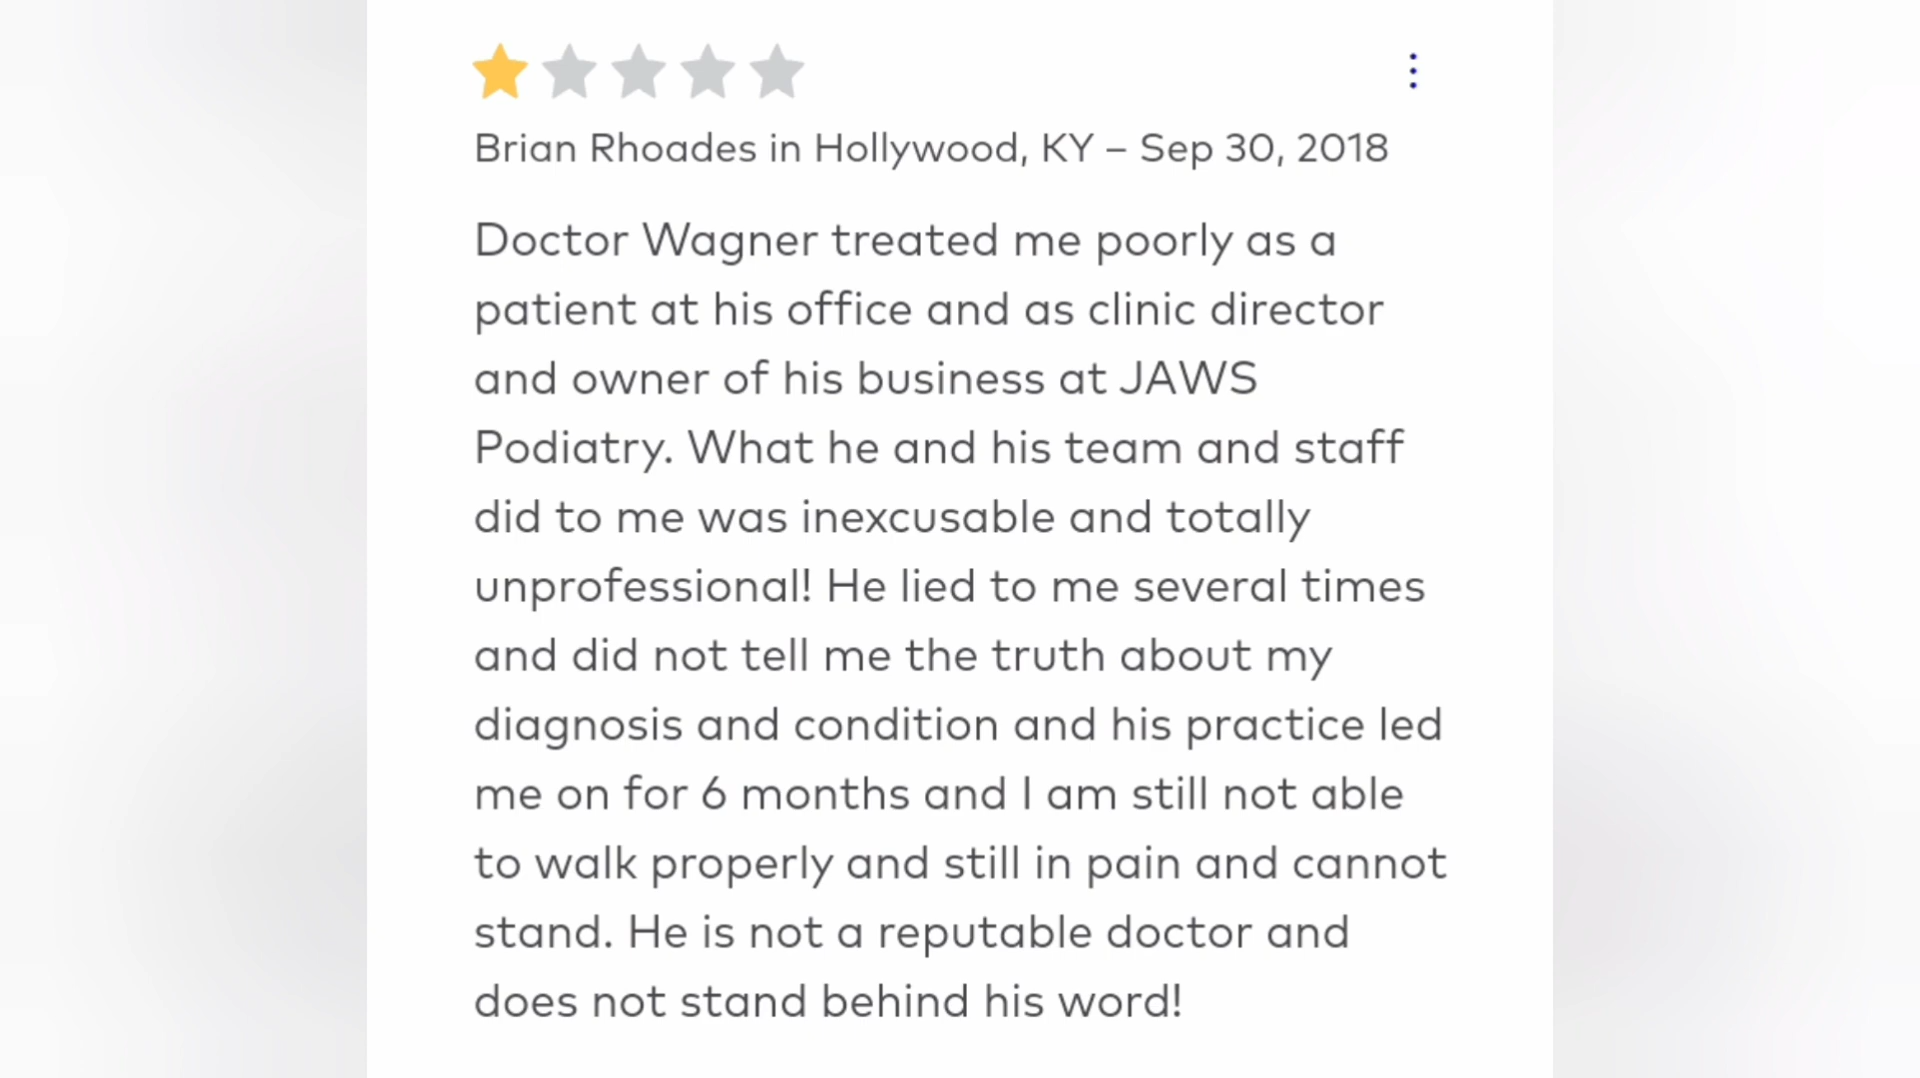 Brian Rhoades in Hollywood, KY – Sep 30, 2018
Doctor Wagner treated me poorly as a
patient at his office and as clinic director
and owner of his business at JAWS
Podiatry. What he and his team and staff
did to me was inexcusable and totally
unprofessional! He lied to me several times
and did not tell me the truth about my
diagnosis and condition and his practice led
me on for 6 months and I am still not able
to walk properly and still in pain and cannot
stand. He is not a reputable doctor and
does not stand behind his word!